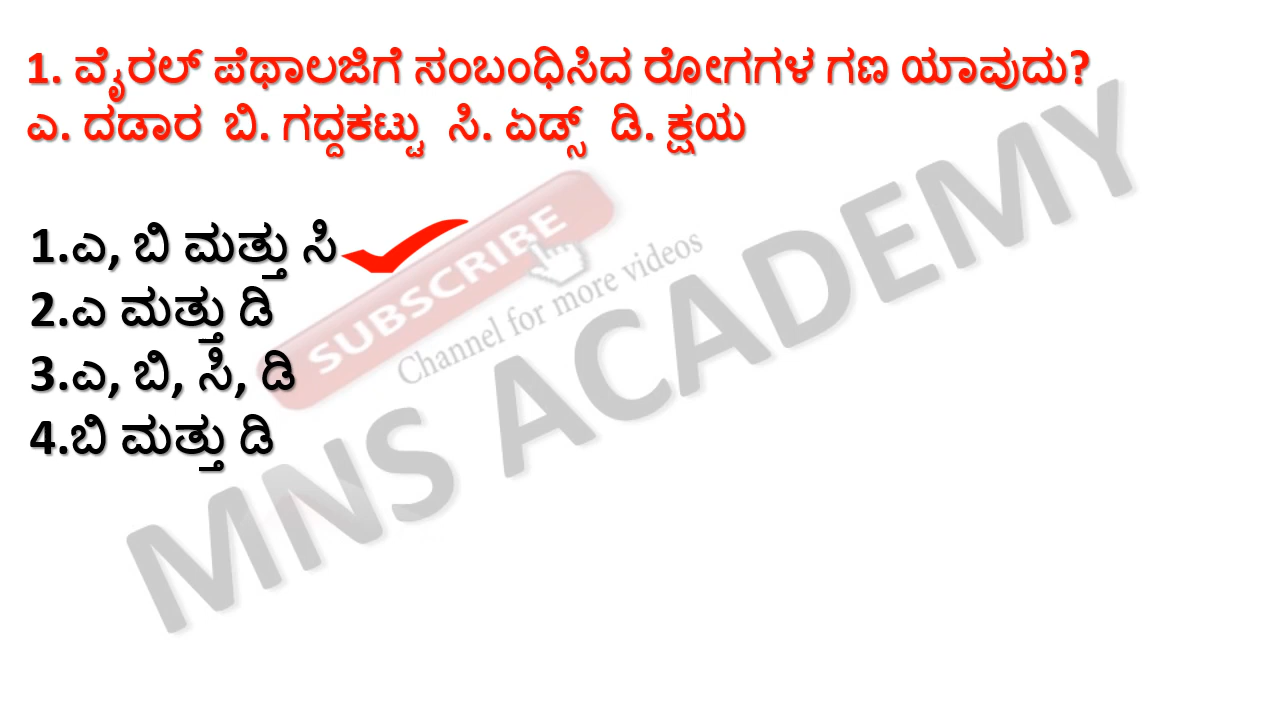 1. ವೈರಲ್ ಪೆಥಾಲಜಿಗೆ ಸಂಬಂಧಿಸಿದ ರೋಗಗಳ ಗಣ ಯಾವುದು?
ಎ. ದಡಾರ ಬಿ. ಗದ್ದಕಟ್ಟು ಸಿ. ಏಡ್ಸ್ ಡಿ. ಕ್ಷಯ
1.ಎ, ಬಿ ಮತ್ತು ಸಿ
2.ಎ ಮತ್ತು ಡಿ
3.ಎ, ಬಿ, ಸಿ, ಡಿ
4.ಬಿ ಮತ್ತು ಡಿ
SUBSCRIBE
Channel for more videos
MNS ACADEMY